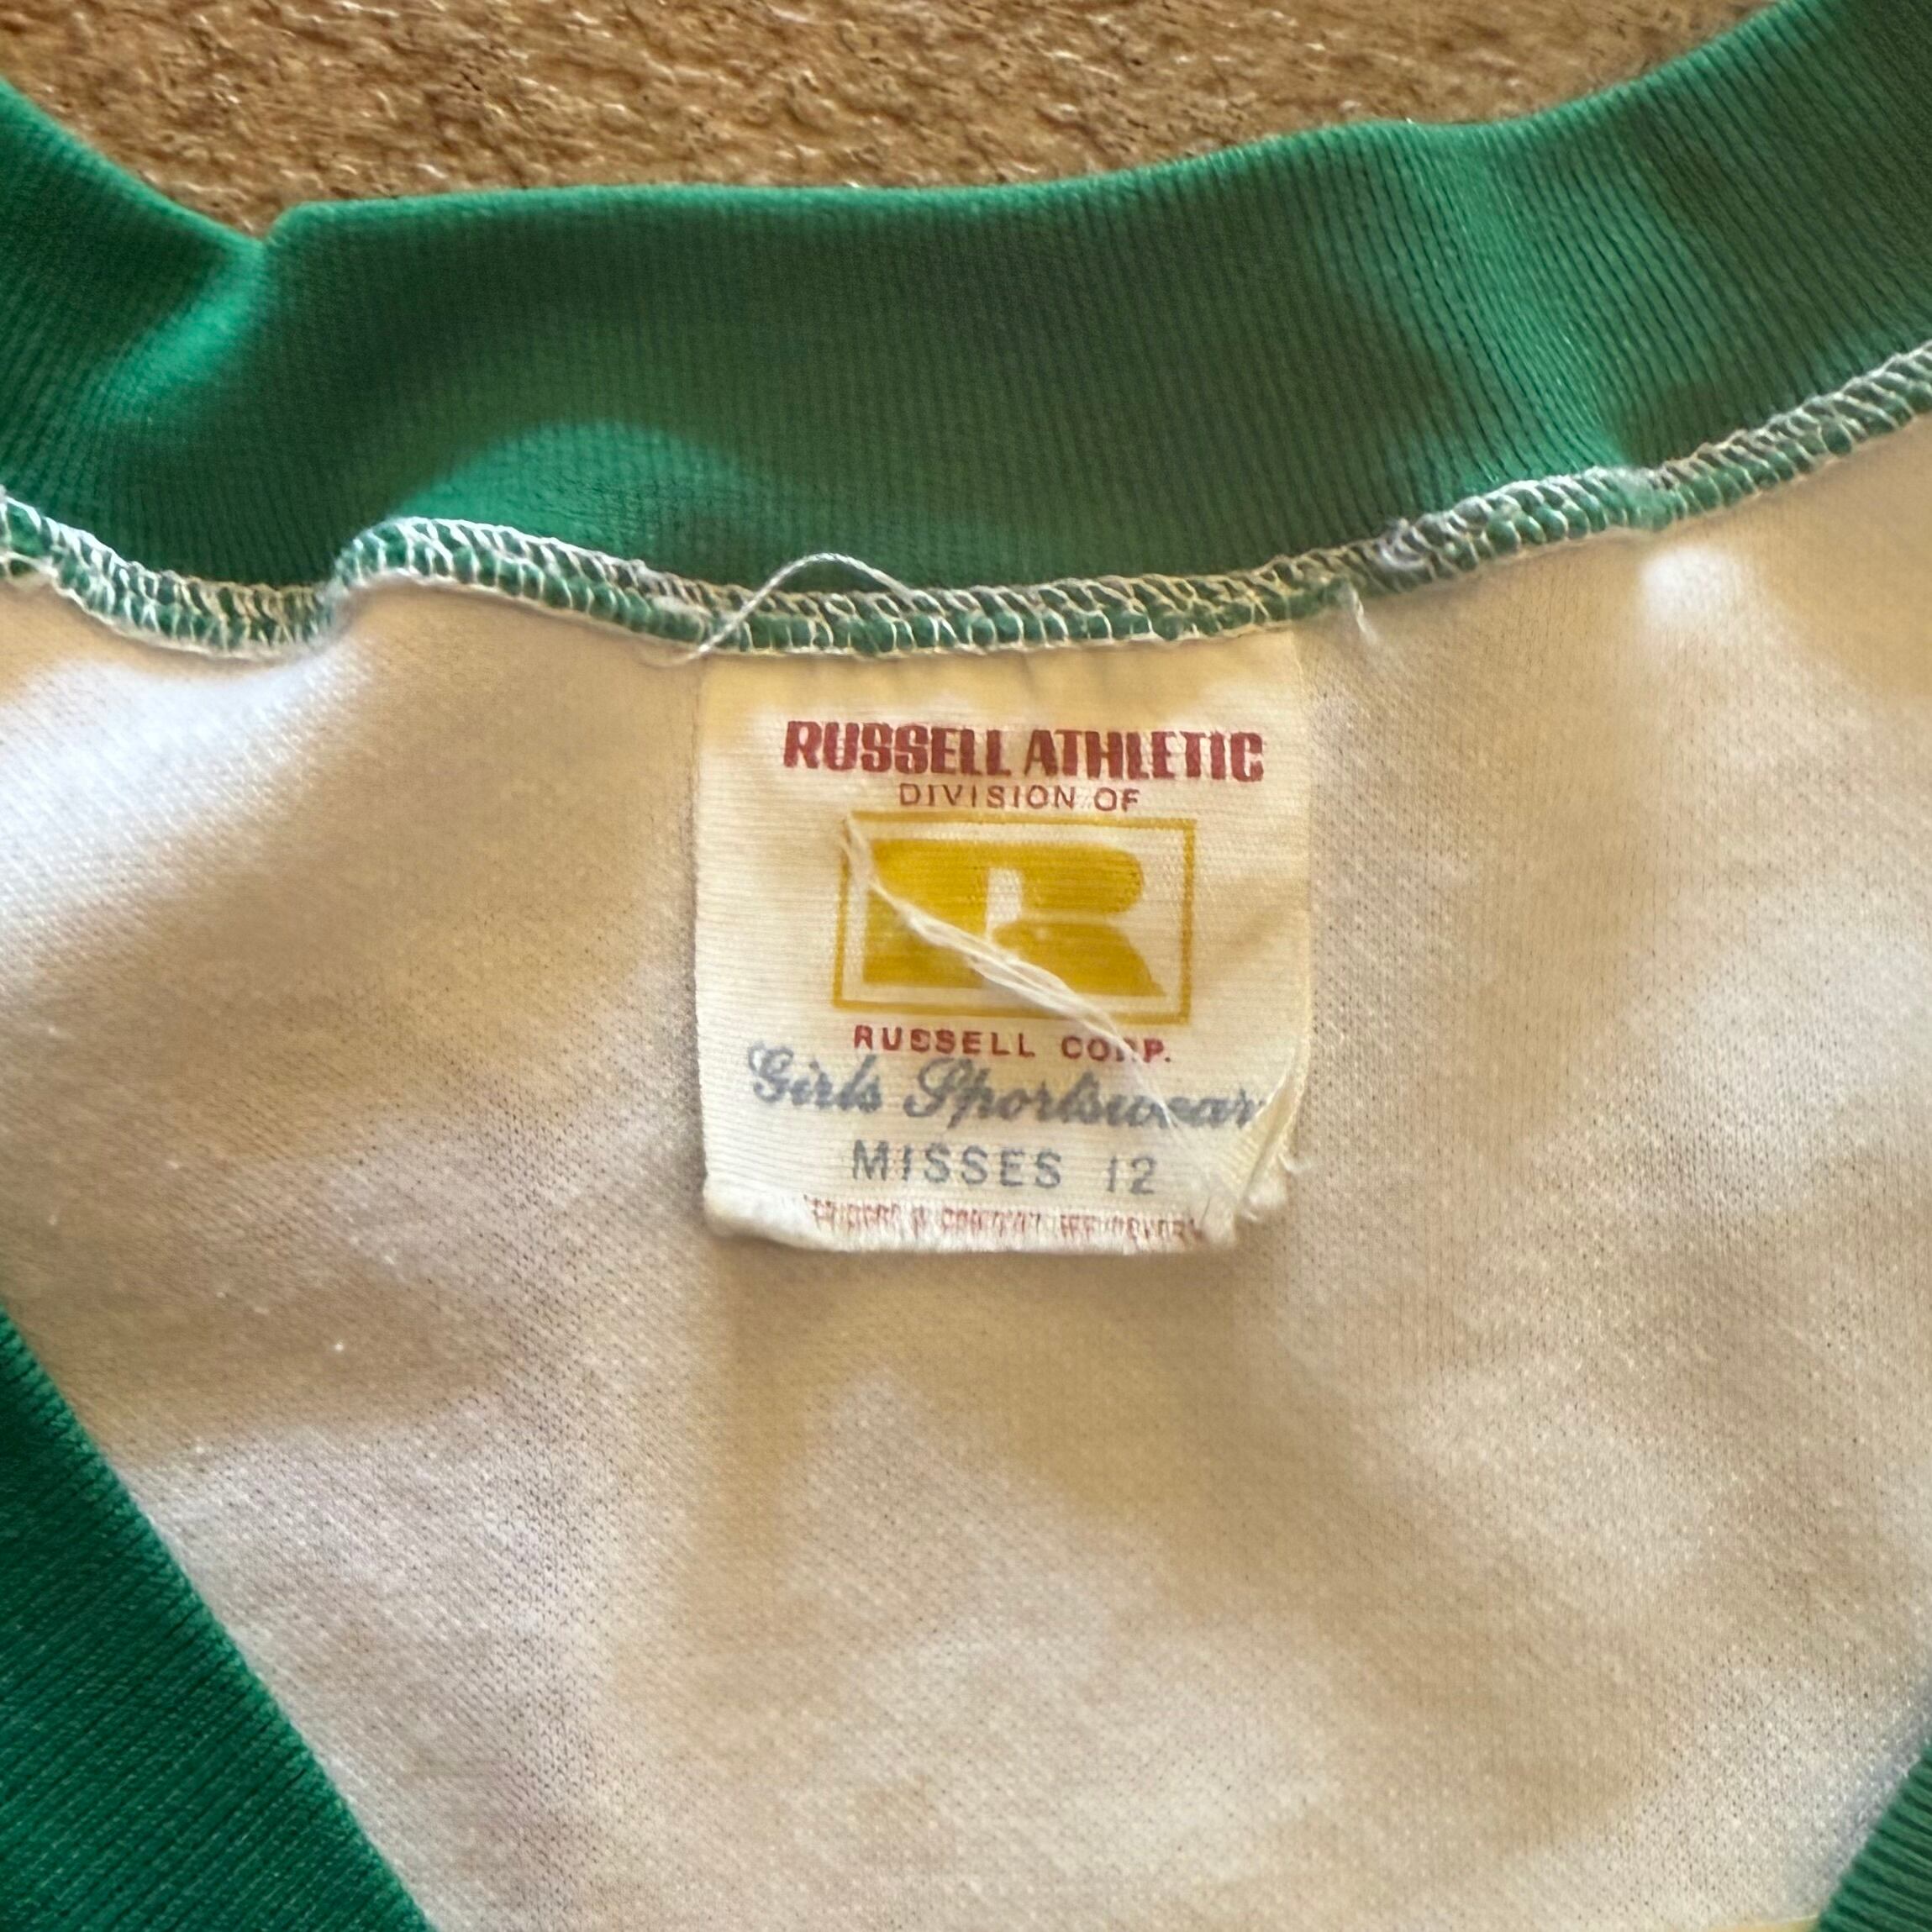 RUSSELL ATHLETIC
DIVISION OF
R
RUSSELL CORP.
Girls Sportswear
MISSES 12